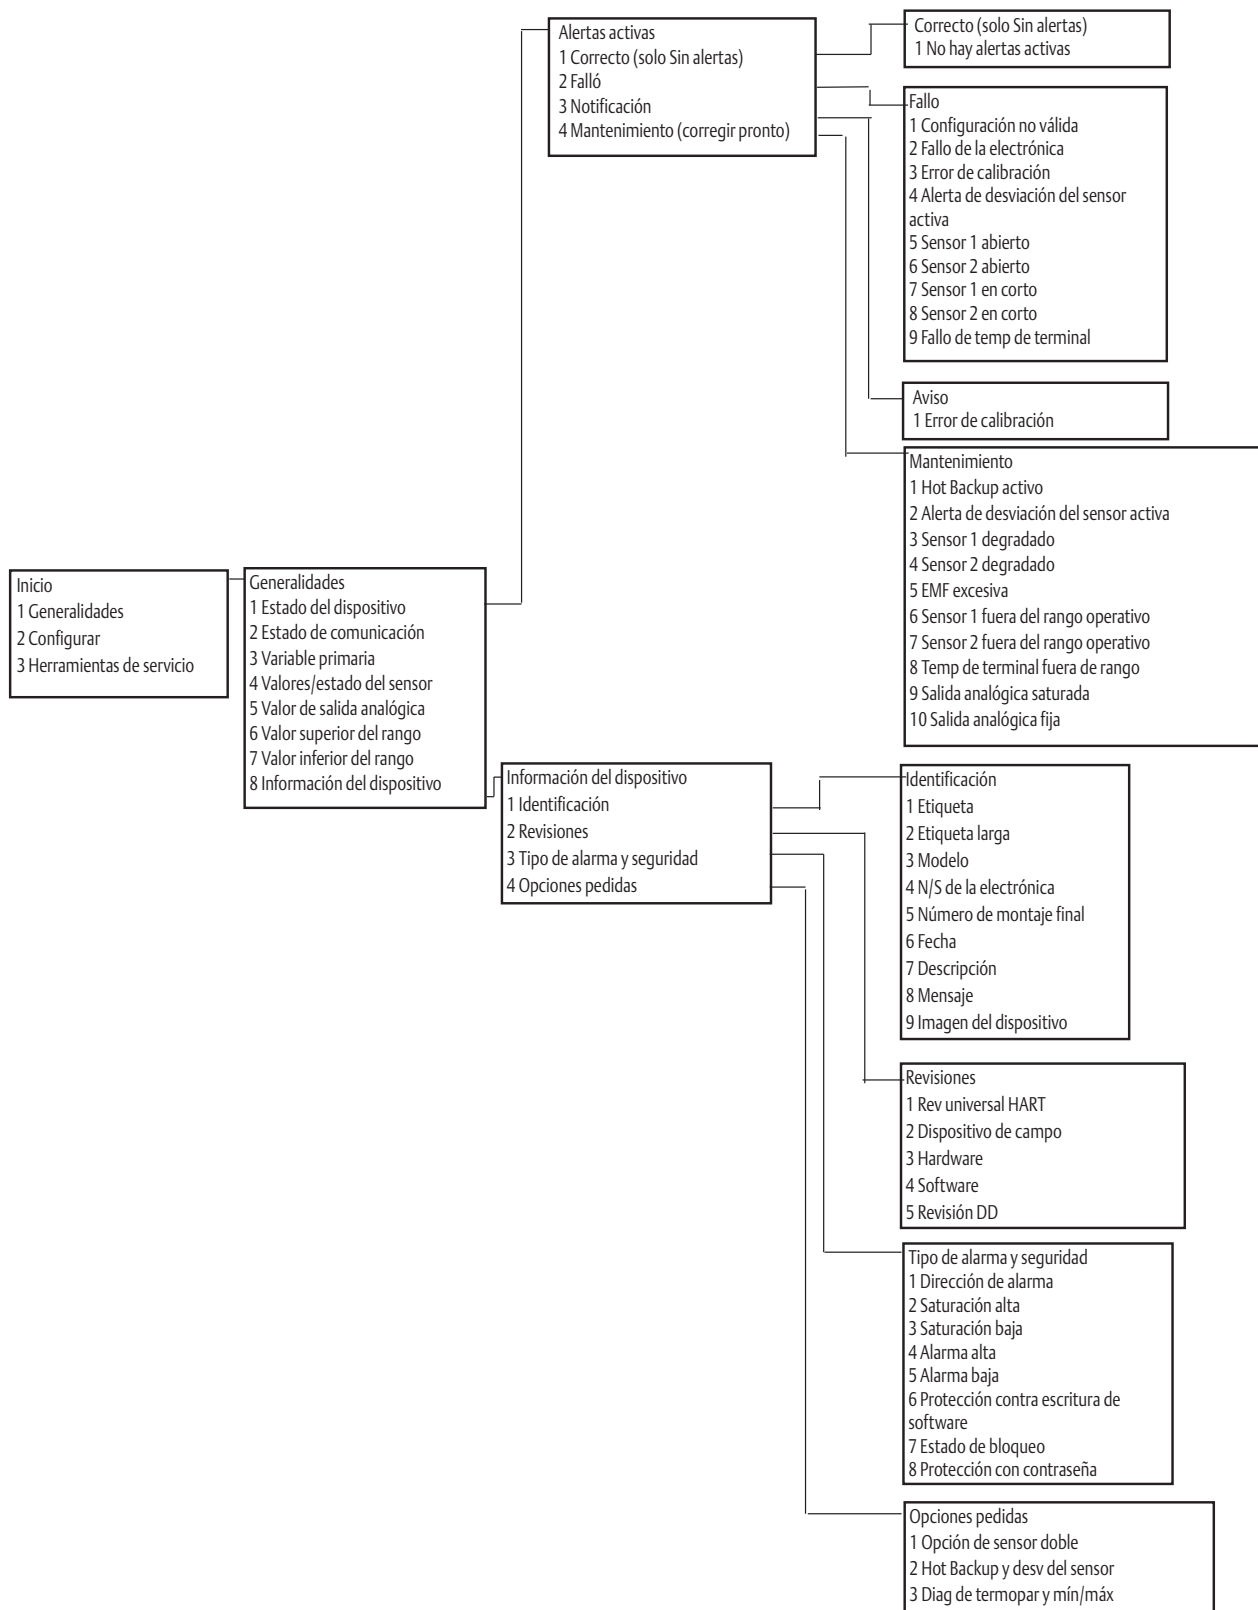 Inicio
1 Generalidades
2 Configurar
3 Herramientas de servicio
Generalidades
1 Estado del dispositivo
2 Estado de comunicación
3 Variable primaria
4 Valores/estado del sensor
5 Valor de salida analógica
6 Valor superior del rango
7 Valor inferior del rango
8 Información del dispositivo
Alertas activas
1 Correcto (solo Sin alertas)
2 Falló
3 Notificación
4 Mantenimiento (corregir pronto)
Correcto (solo Sin alertas)
1 No hay alertas activas
Fallo
1 Configuración no válida
2 Fallo de la electrónica
3 Error de calibración
4 Alerta de desviación del sensor
activa
5 Sensor 1 abierto
6 Sensor 2 abierto
7 Sensor 1 en corto
8 Sensor 2 en corto
9 Fallo de temp de terminal
Aviso
1 Error de calibración
Mantenimiento
1 Hot Backup activo
2 Alerta de desviación del sensor activa
3 Sensor 1 degradado
4 Sensor 2 degradado
5 EMF excesiva
6 Sensor 1 fuera del rango operativo
7 Sensor 2 fuera del rango operativo
8 Temp de terminal fuera de rango
9 Salida analógica saturada
10 Salida analógica fija
Información del dispositivo
1 Identificación
2 Revisiones
3 Tipo de alarma y seguridad
4 Opciones pedidas
Identificación
1 Etiqueta
2 Etiqueta larga
3 Modelo
4 N/S de la electrónica
5 Número de montaje final
6 Fecha
7 Descripción
8 Mensaje
9 Imagen del dispositivo
Revisiones
1 Rev universal HART
2 Dispositivo de campo
3 Hardware
4 Software
5 Revisión DD
Tipo de alarma y seguridad
1 Dirección de alarma
2 Saturación alta
3 Saturación baja
4 Alarma alta
5 Alarma baja
6 Protección contra escritura de
software
7 Estado de bloqueo
8 Protección con contraseña
Opciones pedidas
1 Opción de sensor doble
2 Hot Backup y desv del sensor
3 Diag de termopar y mín/máx